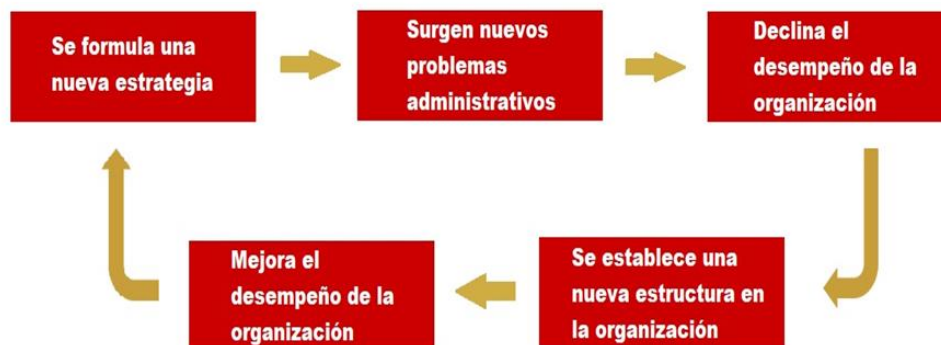 Se formula una
nueva estrategia
Surgen nuevos
problemas
administrativos
Declina el
desempeño de la
organización
Se establece una
nueva estructura en
la organización
Mejora el
desempeño de la
organización